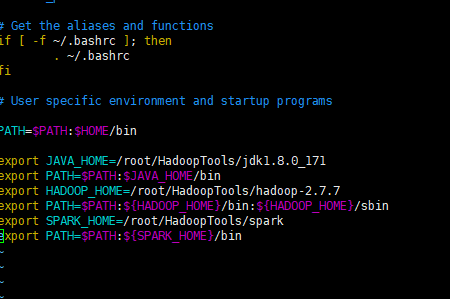 # Get the aliases and functions
if [ -f ~/.bashrc ]; then
. ~/.bashrc
fi
# User specific environment and startup programs
PATH=$PATH:$HOME/bin
export JAVA_HOME=/root/HadoopTools/jdk1.8.0_171
export PATH=$PATH:$JAVA_HOME/bin
export HADOOP_HOME=/root/HadoopTools/hadoop-2.7.7
export PATH=$PATH:${HADOOP_HOME}/bin:${HADOOP_HOME}/sbin
export SPARK_HOME=/root/HadoopTools/spark
export PATH=$PATH:${SPARK_HOME}/bin
~
~
~
~